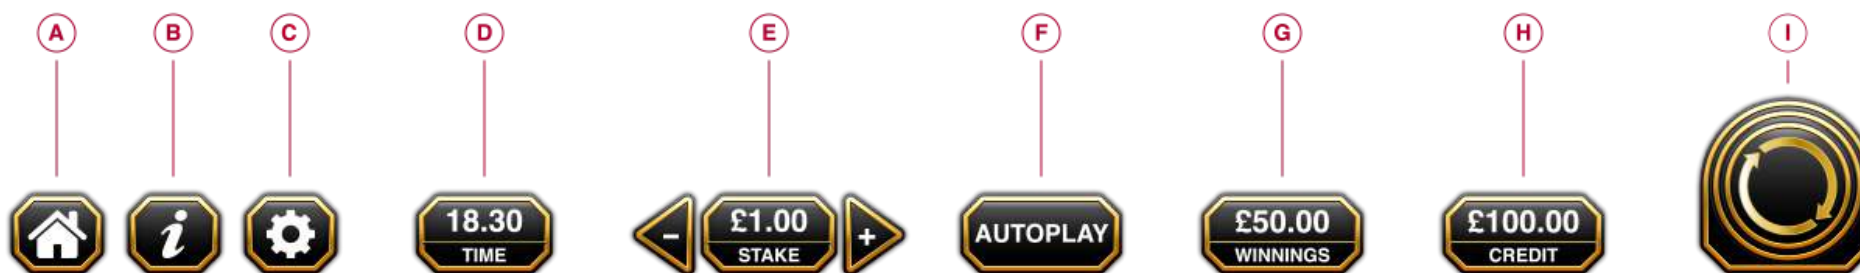 A B C D E F G H I
i 18.30 - £1.00 + AUTOPLAY £50.00 £100.00
TIME STAKE WINNINGS CREDIT